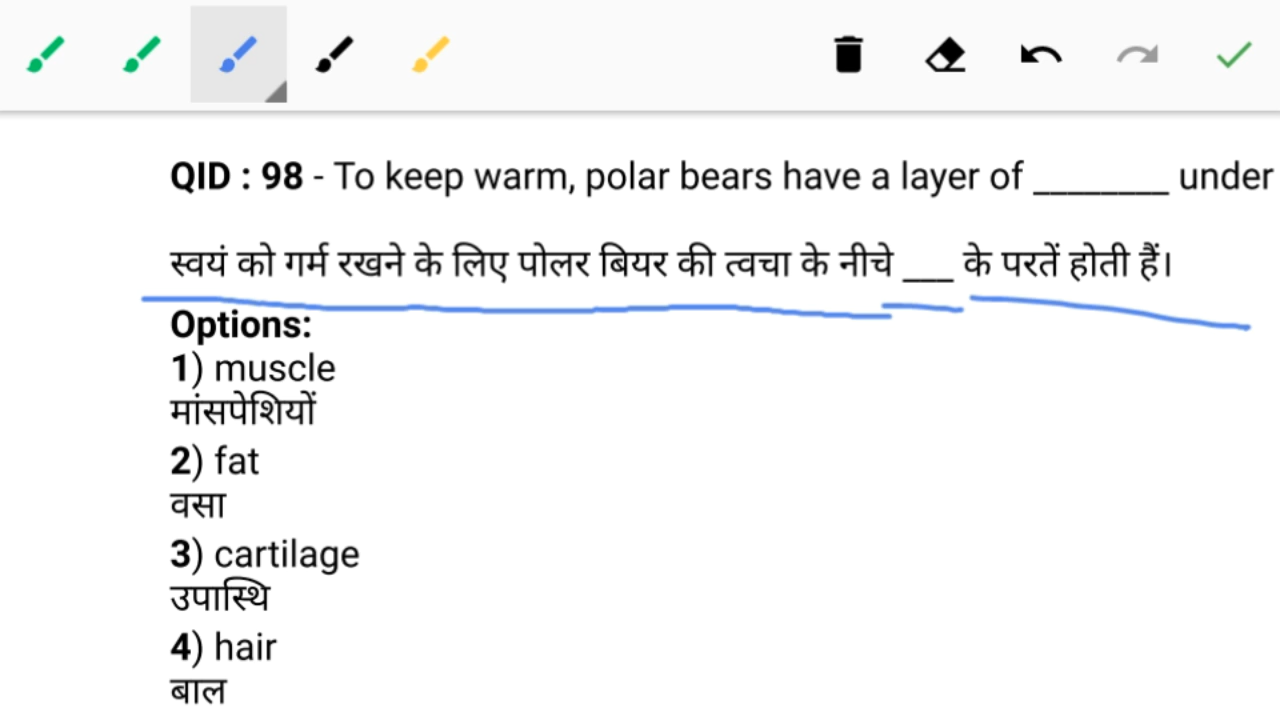 QID : 98 - To keep warm, polar bears have a layer of ________ under
स्वयं को गर्म रखने के लिए पोलर बियर की त्वचा के नीचे ___ के परतें होती हैं।
Options:
1) muscle
मांसपेशियों
2) fat
वसा
3) cartilage
उपास्थि
4) hair
बाल